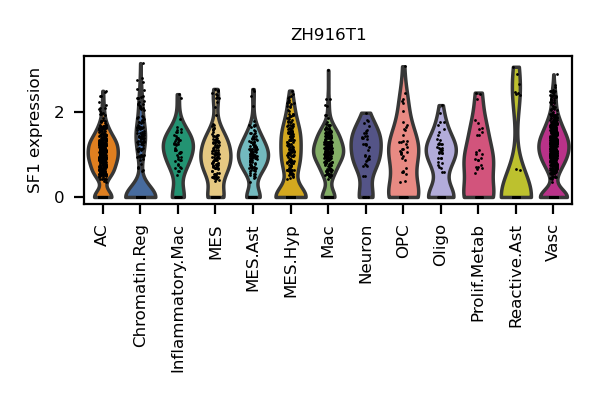 ZH916T1
SF1 expression
2
0
AC
Chromatin.Reg
Inflammatory.Mac
MES
MES.Ast
MES.Hyp
Mac
Neuron
OPC
Oligo
Prolif.Metab
Reactive.Ast
Vasc